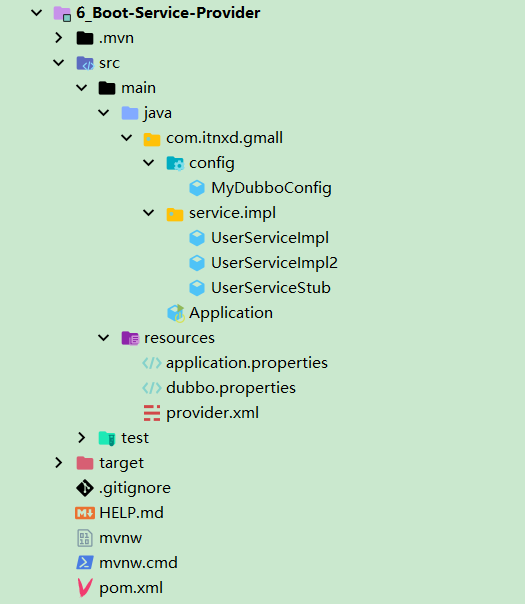 6_Boot-Service-Provider
.mvn
src
main
java
com.itnxd.gmall
config
MyDubboConfig
service.impl
UserServiceImpl
UserServiceImpl2
UserServiceStub
Application
resources
application.properties
dubbo.properties
provider.xml
test
target
.gitignore
HELP.md
mvnw
mvnw.cmd
pom.xml